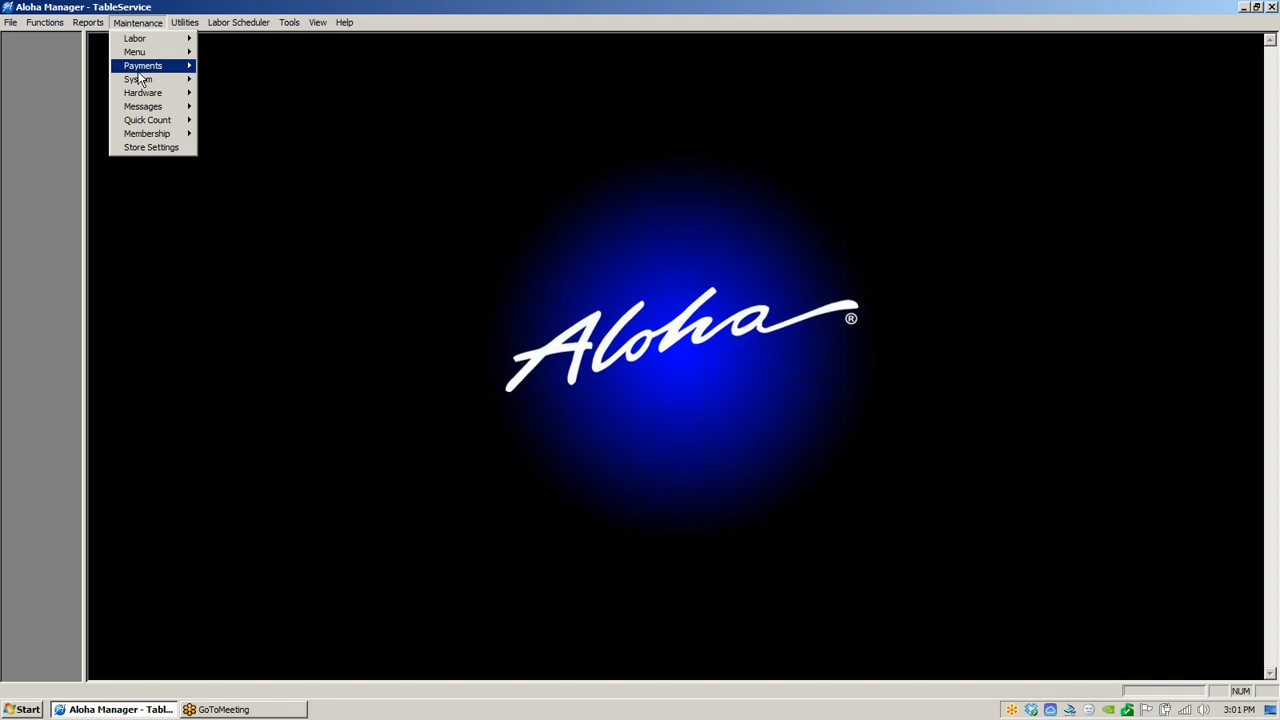 Aloha Manager - TableService
File Functions Reports Maintenance Utilities Labor Scheduler Tools View Help
Labor
Menu
Payments
System
Hardware
Messages
Quick Count
Membership
Store Settings
Aloha®
NUM
Start Aloha Manager - Tabl... GoToMeeting 3:01 PM